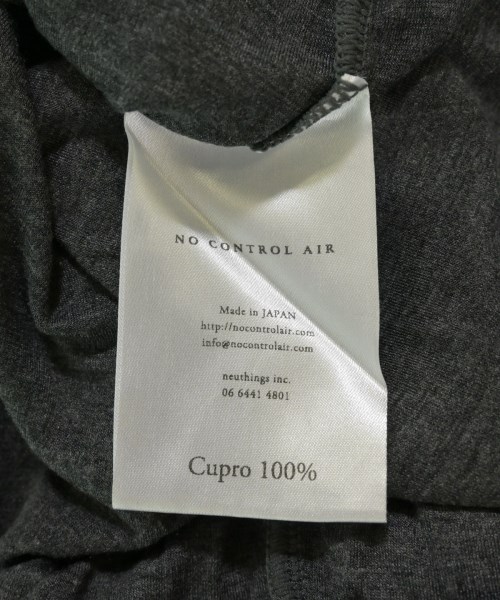 NO CONTROL AIR
Made in JAPAN
http://nocontrolair.com
info@nocontrolair.com
neuthings inc.
06 6441 4801
Cupro 100%